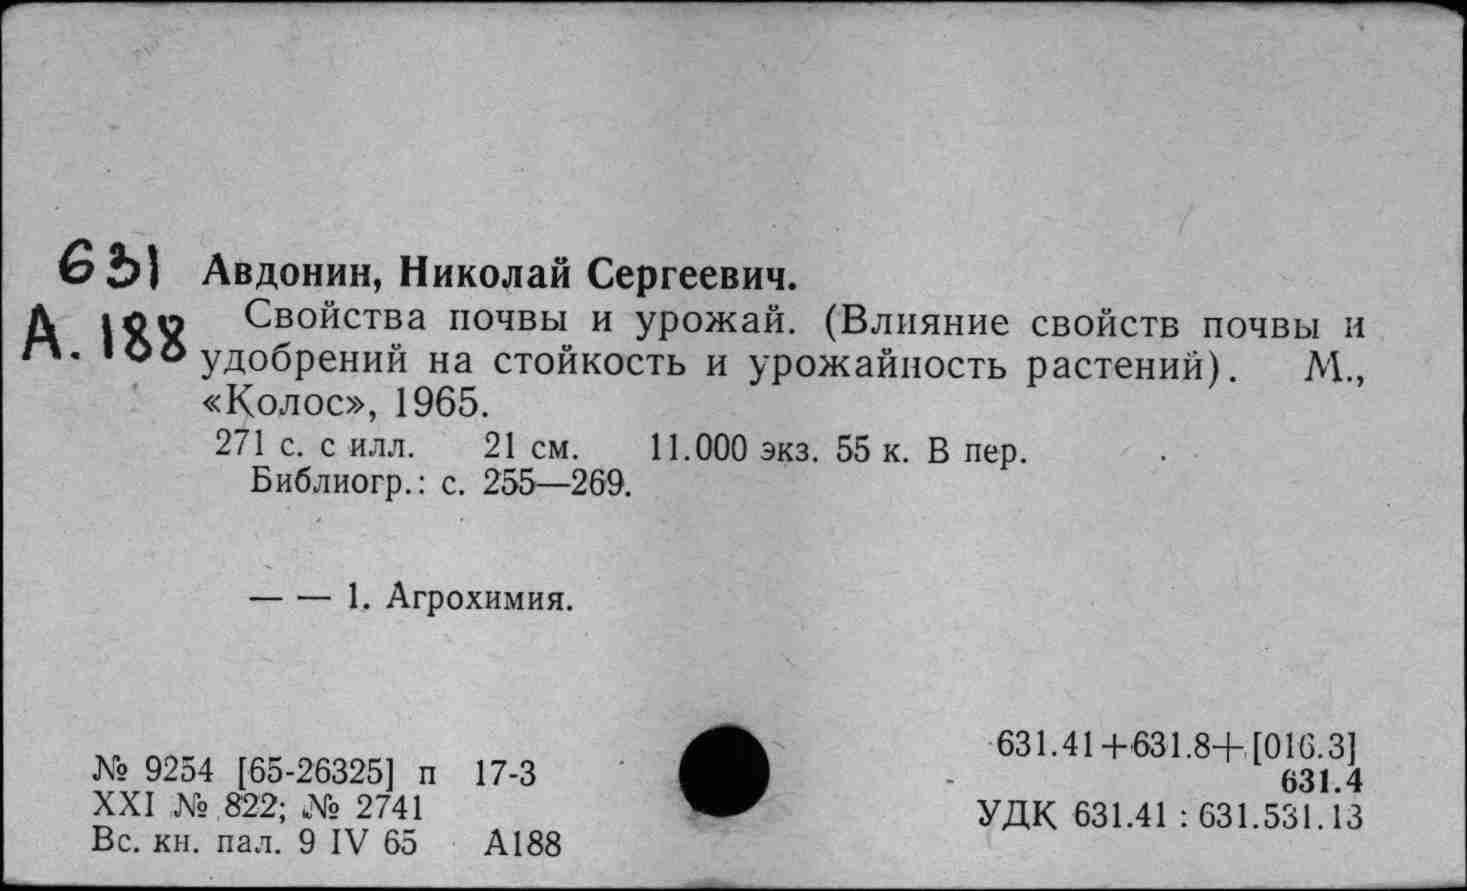 631 Авдонин, Николай Сергеевич.
А.188 Свойства почвы и урожай. (Влияние свойств почвы и
удобрений на стойкость и урожайность растений). М.,
«Колос», 1965.
271 с. с илл. 21 см. 11.000 экз. 55 к. В пер.
Библиогр.: с. 255—269.
— — 1. Агрохимия.
№ 9254 [65-26325] п 17-3
XXI № 822; № 2741
Вс. кн. пал. 9 IV 65 А188
631.41+631.8+[016.3]
631.4
УДК 631.41 : 631.531.13